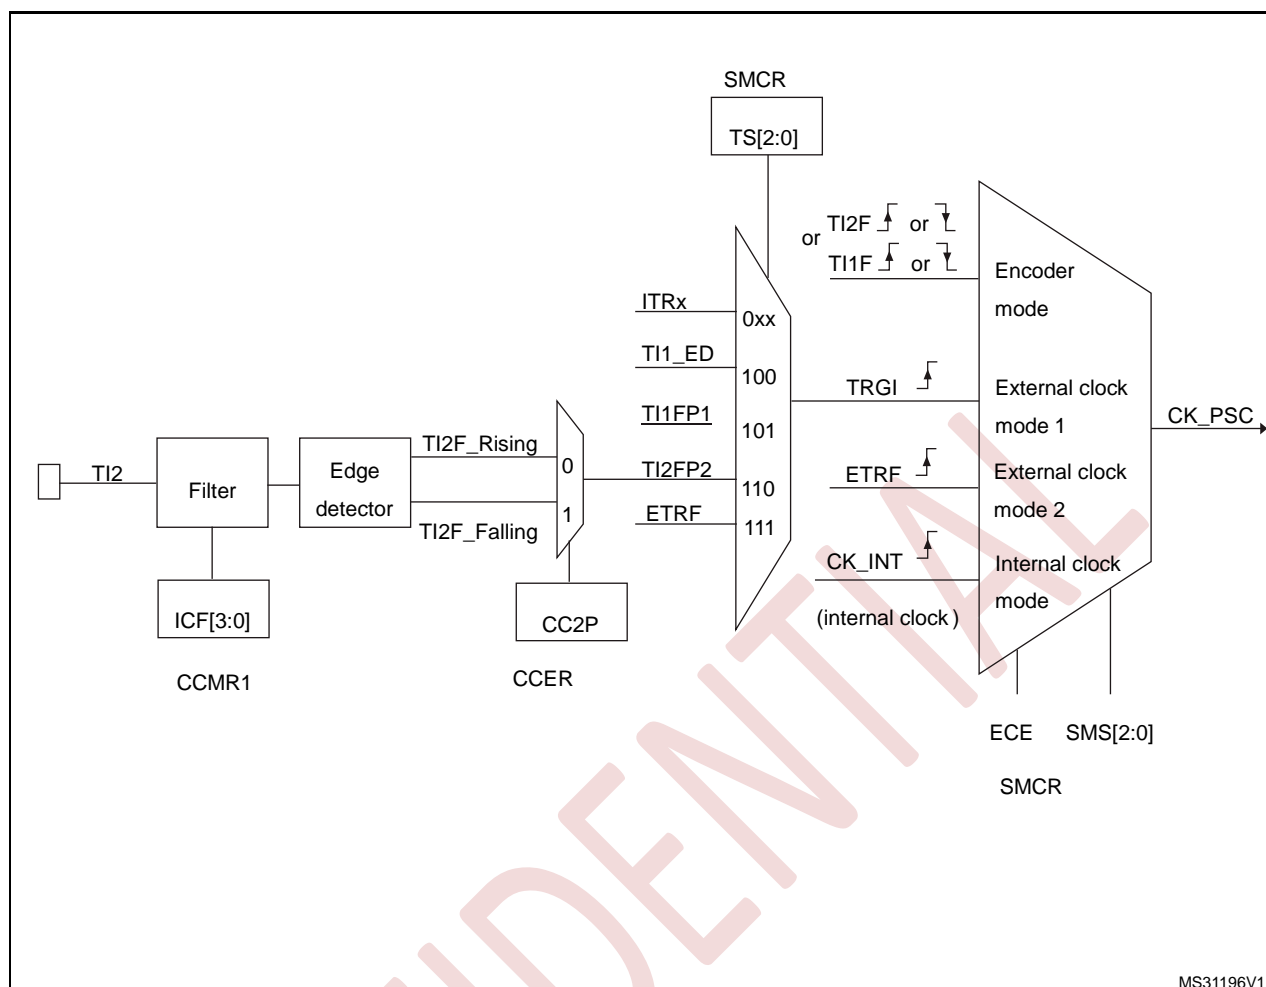 SMCR
TS[2:0]
or TI2F or
TI1F or
Encoder
mode
ITRx
0xx
TI1_ED
100
TRGI
External clock
mode 1
CK_PSC
TI1FP1
101
TI2
Filter
Edge
detector
TI2F_Rising
0
TI2FP2
110
ETRF
External clock
mode 2
TI2F_Falling
1
ETRF
111
CK_INT
Internal clock
mode
(internal clock )
ICF[3:0]
CC2P
CCMR1
CCER
ECE SMS[2:0]
SMCR
MS31196V1